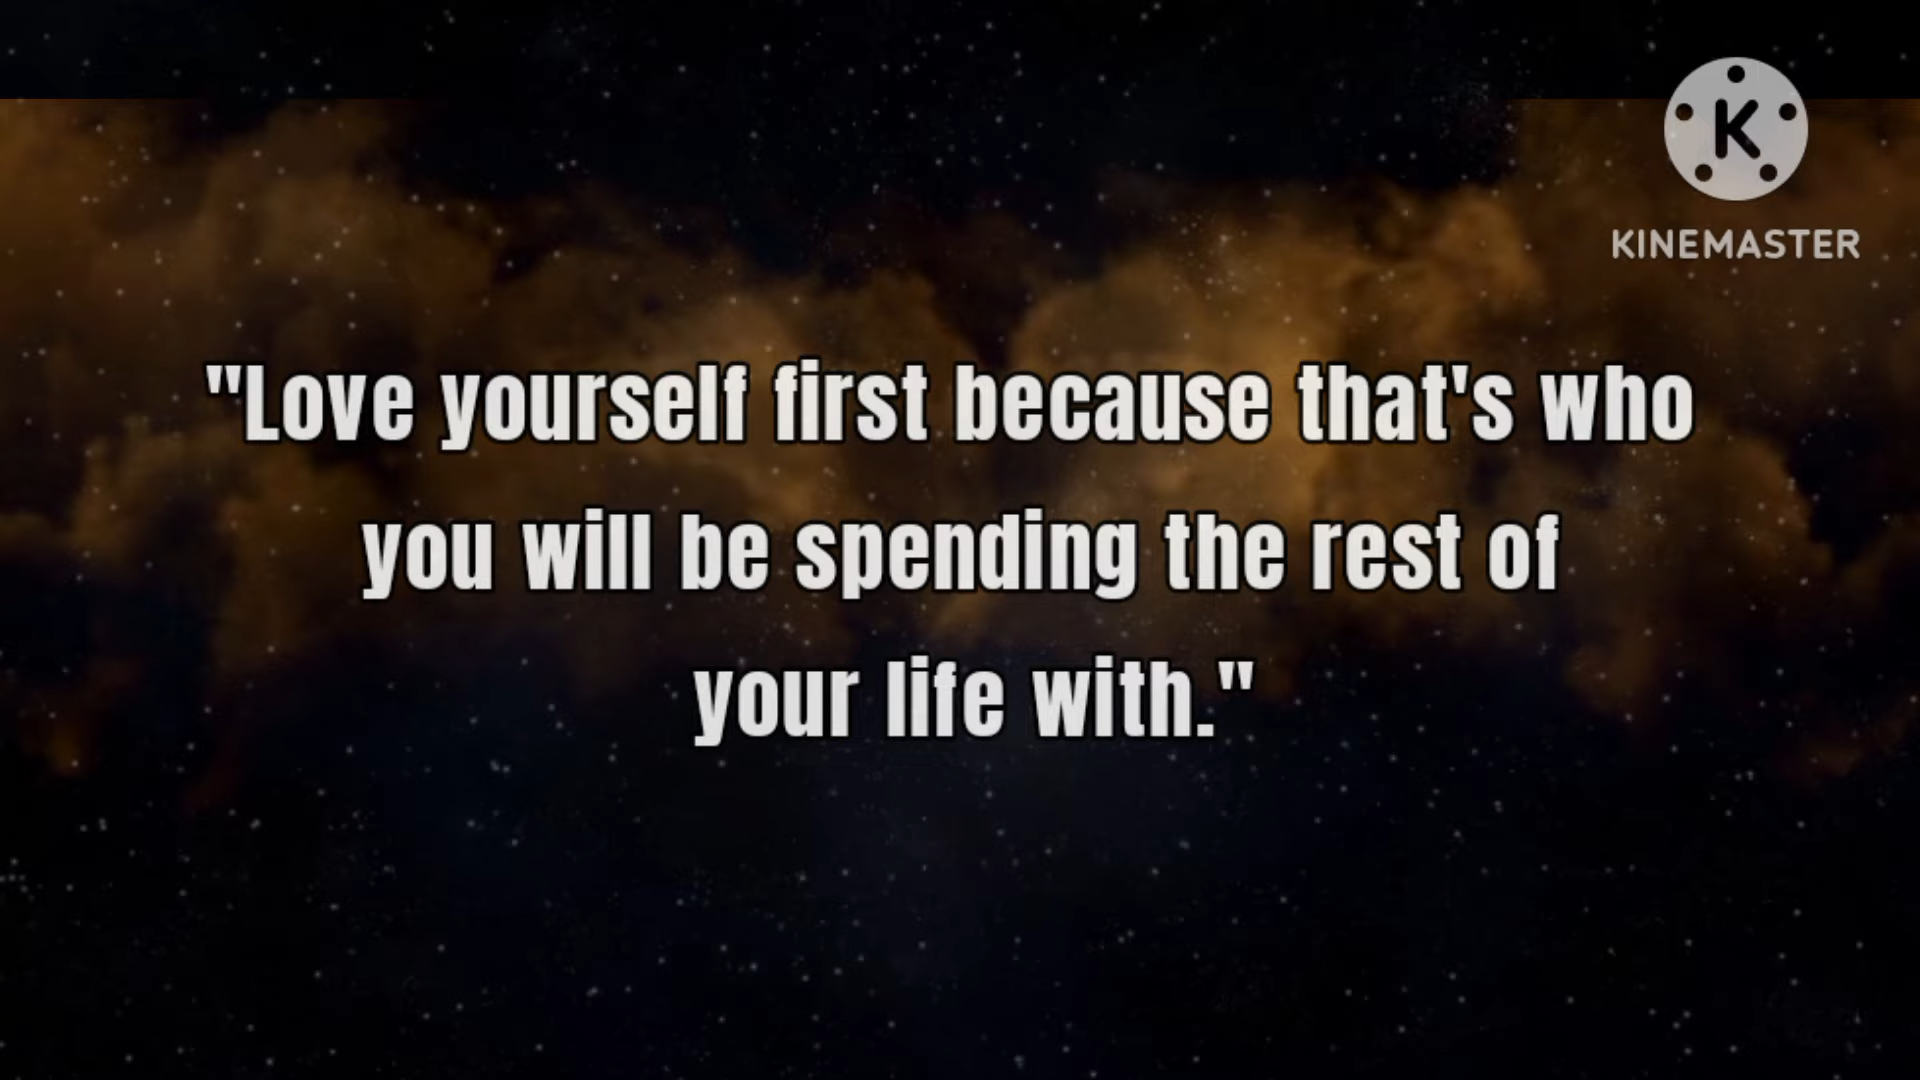 K
KINEMASTER
"Love yourself first because that's who
you will be spending the rest of
your life with."